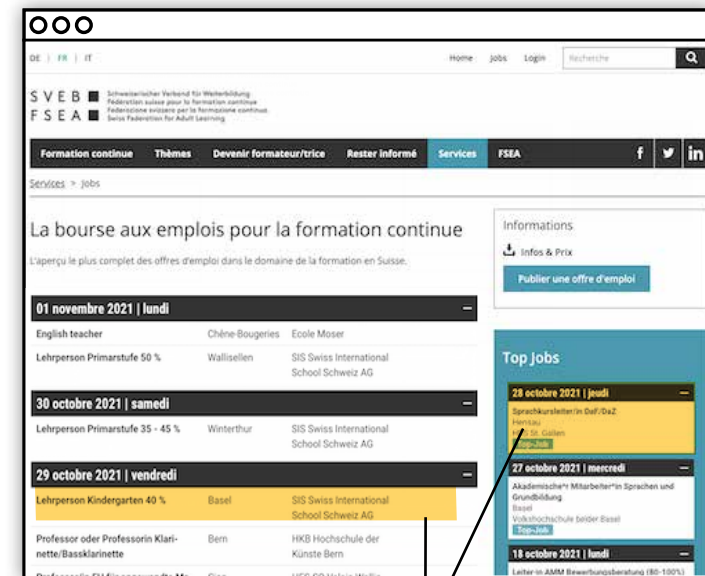 DE | FR | IT
Home Jobs Login Recherche
SVEB
FSEA
Schweizerischer Verband für Weiterbildung
Fédération suisse pour la formation continue
Federazione svizzera per la formazione continua
Swiss Federation for Adult Learning
Formation continue Thèmes Devenir formateur/trice Rester informé Services FSEA f in
Services > Jobs
La bourse aux emplois pour la formation continue
L'aperçu le plus complet des offres d'emploi dans le domaine de la formation en Suisse.
01 novembre 2021 | lundi –
English teacher Chêne-Bougeries Ecole Moser
Lehrperson Primarstufe 50 % Wallisellen SIS Swiss International
School Schweiz AG
30 octobre 2021 | samedi –
Lehrperson Primarstufe 35 - 45 % Winterthur SIS Swiss International
School Schweiz AG
29 octobre 2021 | vendredi –
Lehrperson Kindergarten 40 % Basel SIS Swiss International
School Schweiz AG
Professor oder Professorin Klari-
nette/Bassklarinette
Bern HKB Hochschule der
Künste Bern
Informations
Infos & Prix
Publier une offre d'emploi
Top Jobs
28 octobre 2021 | jeudi –
Sprachkursleiter/in DaF/DaZ
St. Gallen
Top-Job
27 octobre 2021 | mercredi –
Akademische*r Mitarbeiter*in Sprachen und
Grundbildung
Basel
Volkshochschule beider Basel
Top-Job
18 octobre 2021 | lundi –
Leiter-in AMM Bewerbungsberatung (80-100%)